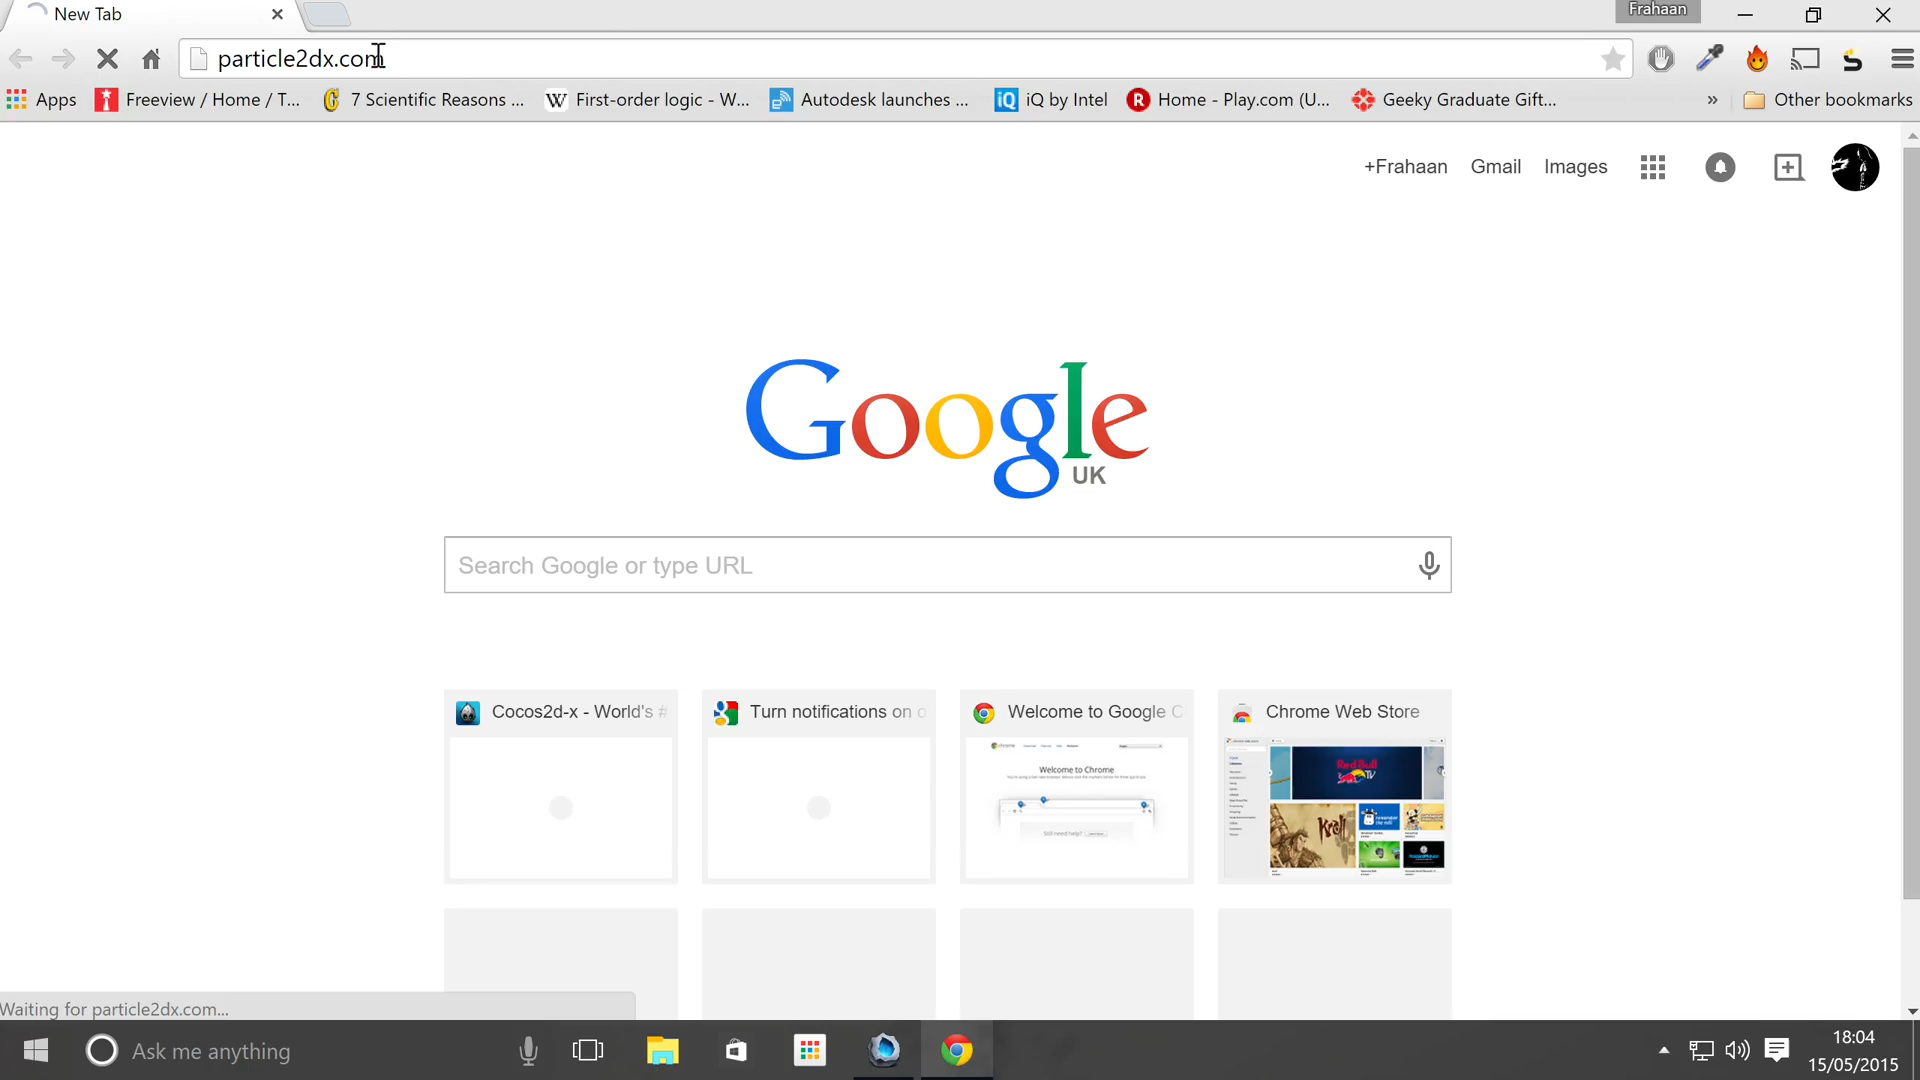 New Tab
Frahaan
particle2dx.com
Apps Freeview / Home / T... 7 Scientific Reasons ... First-order logic - W... Autodesk launches ... iQ by Intel Home - Play.com (U... Geeky Graduate Gift... » Other bookmarks
+Frahaan Gmail Images
Google
UK
Search Google or type URL
Cocos2d-x - World's # Turn notifications on o Welcome to Google C Chrome Web Store
Welcome to Chrome
Red Bull TV
Waiting for particle2dx.com...
Ask me anything
18:04
15/05/2015